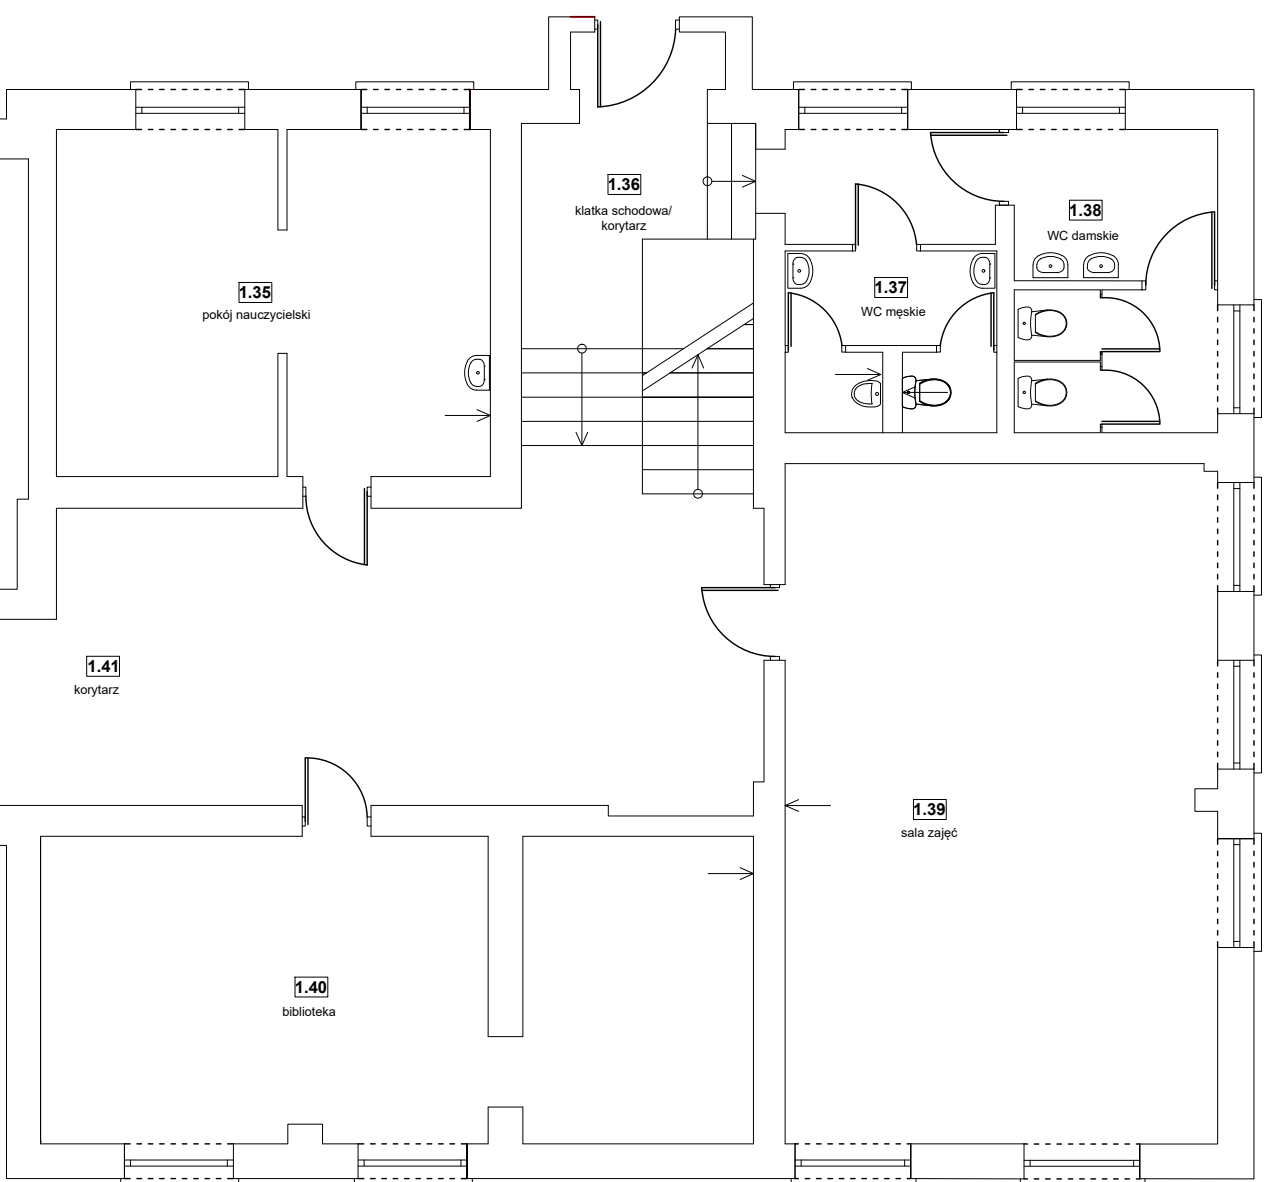 1.36
klatka schodowa/
korytarz
1.38
WC damskie
1.35
pokój nauczycielski
1.37
WC męskie
1.41
korytarz
1.39
sala zajęć
1.40
biblioteka